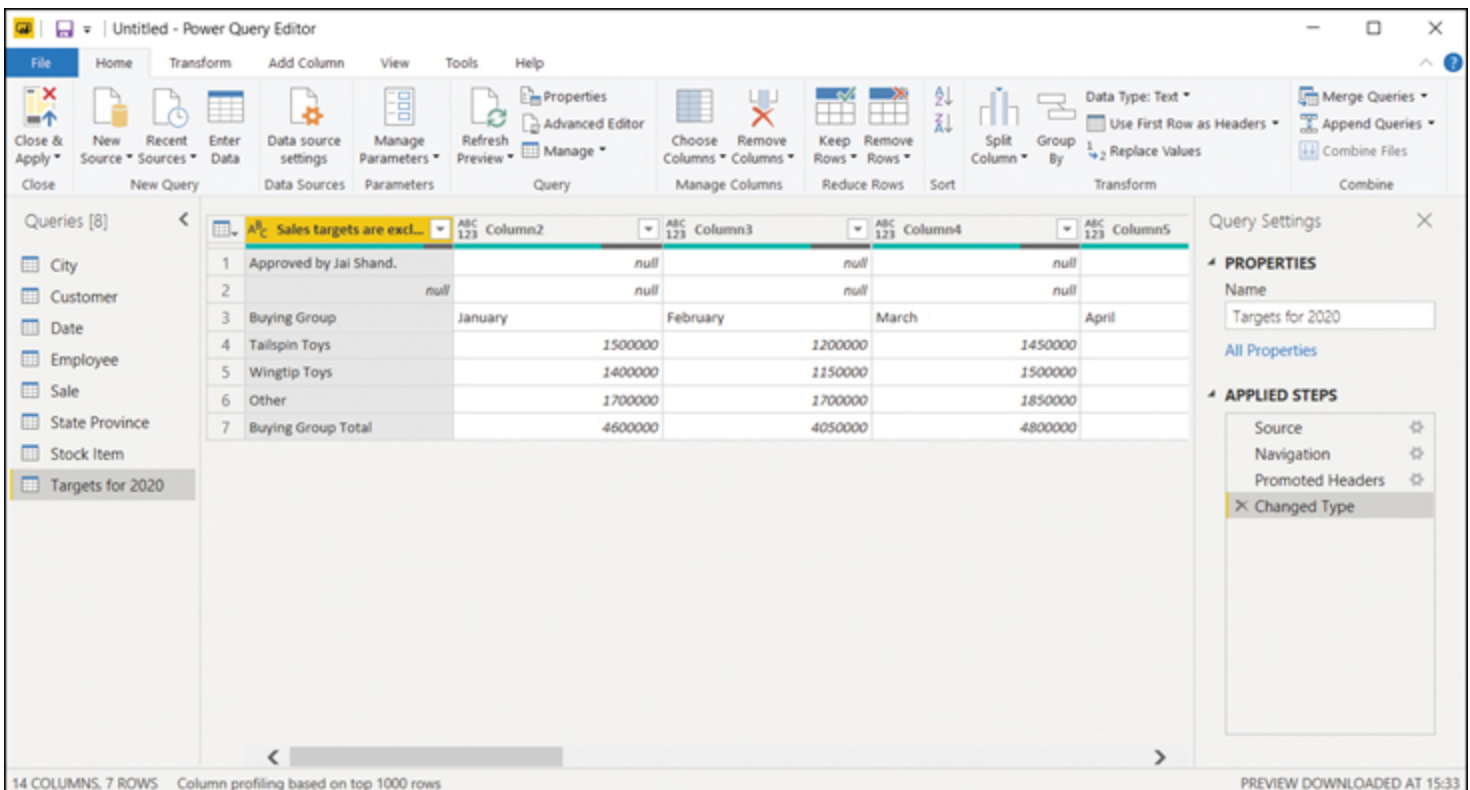 Untitled - Power Query Editor
File Home Transform Add Column View Tools Help ?
Close & Apply
New Source
Recent Sources
Enter Data
Data source settings
Manage Parameters
Refresh Preview
Properties
Advanced Editor
Manage
Choose Columns
Remove Columns
Keep Rows
Remove Rows
Split Column
Group By
Data Type: Text
Use First Row as Headers
Replace Values
Merge Queries
Append Queries
Combine Files
Close New Query Data Sources Parameters Query Manage Columns Reduce Rows Sort Transform Combine
Queries [8]
City
Customer
Date
Employee
Sale
State Province
Stock Item
Targets for 2020
ABC Sales targets are excl... ABC 123 Column2 ABC 123 Column3 ABC 123 Column4 ABC 123 Column5
1 Approved by Jai Shand. null null null
2 null null null null
3 Buying Group January February March April
4 Tailspin Toys 1500000 1200000 1450000
5 Wingtip Toys 1400000 1150000 1500000
6 Other 1700000 1700000 1850000
7 Buying Group Total 4600000 4050000 4800000
Query Settings
PROPERTIES
Name
Targets for 2020
All Properties
APPLIED STEPS
Source
Navigation
Promoted Headers
Changed Type
14 COLUMNS, 7 ROWS Column profiling based on top 1000 rows PREVIEW DOWNLOADED AT 15:33